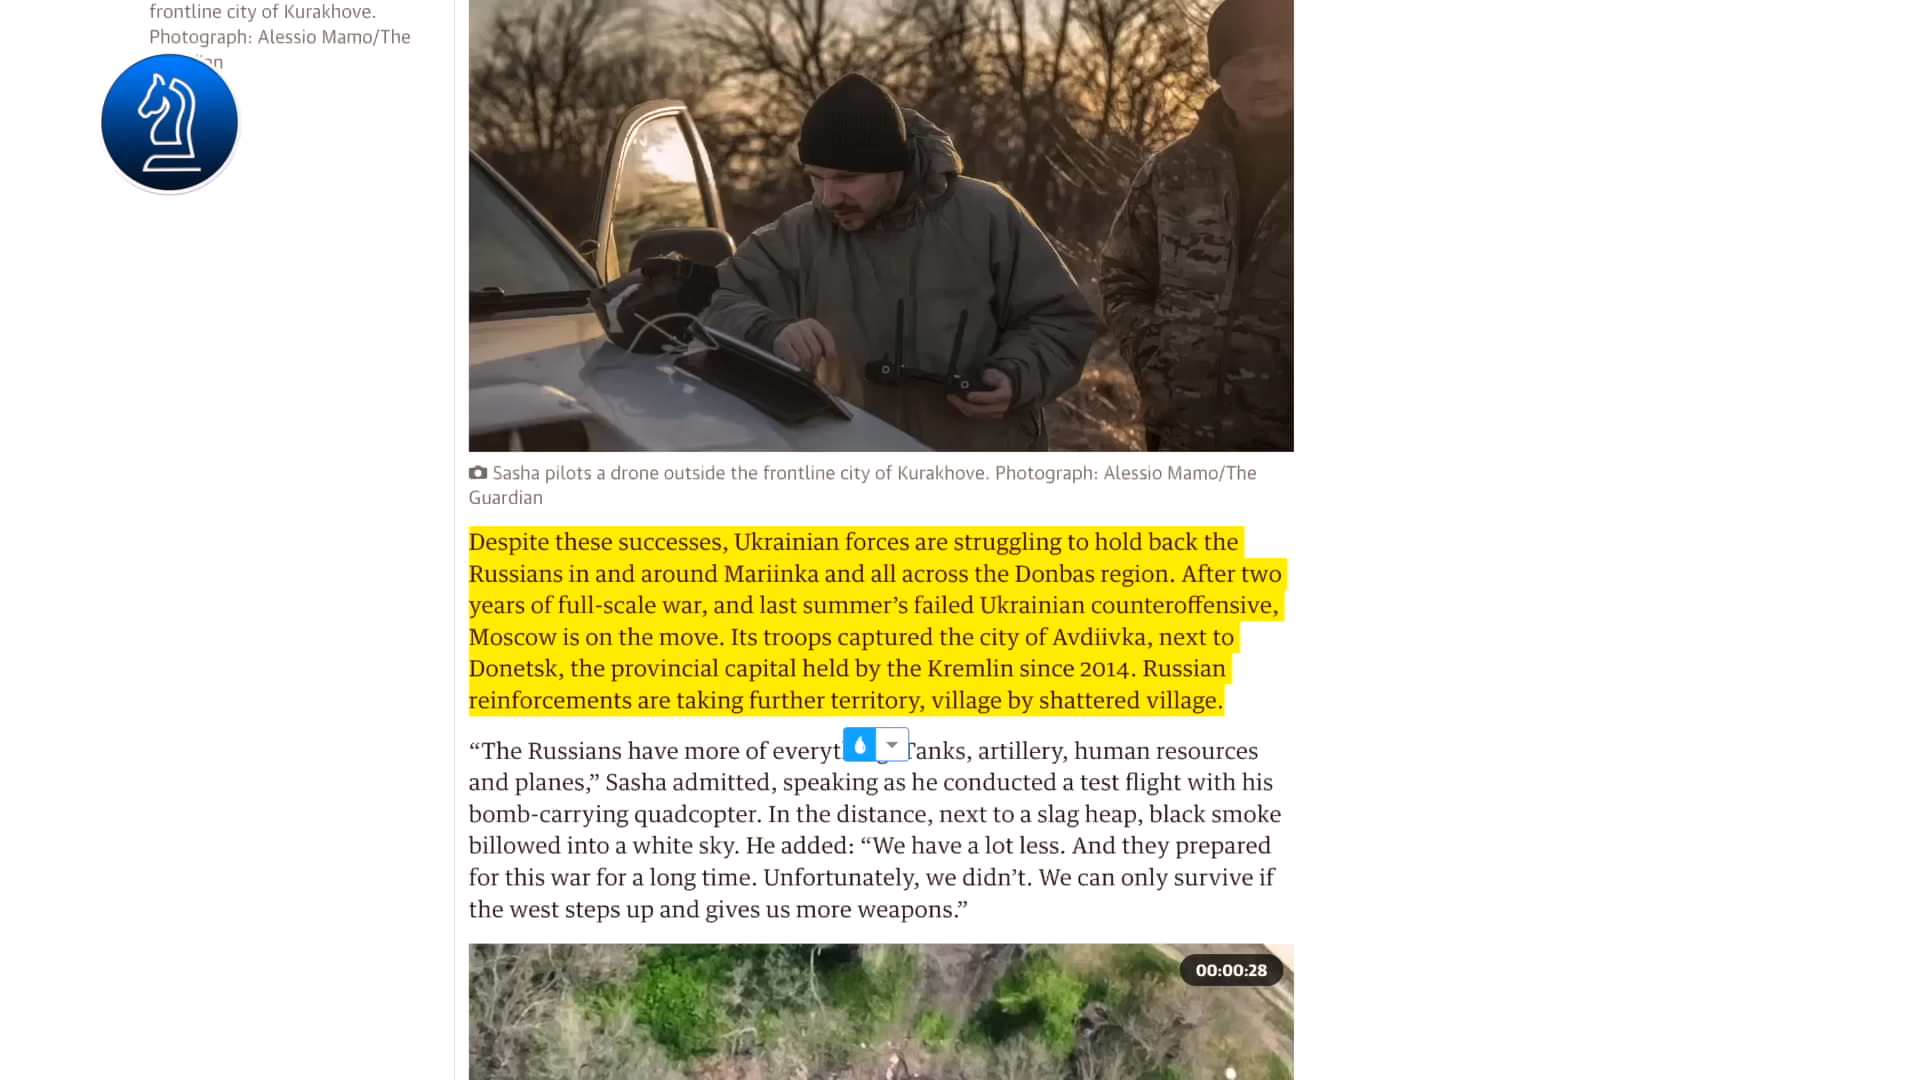 frontline city of Kurakhove.
Photograph: Alessio Mamo/The
Sasha pilots a drone outside the frontline city of Kurakhove. Photograph: Alessio Mamo/The
Guardian
Despite these successes, Ukrainian forces are struggling to hold back the
Russians in and around Mariinka and all across the Donbas region. After two
years of full-scale war, and last summer’s failed Ukrainian counteroffensive,
Moscow is on the move. Its troops captured the city of Avdiivka, next to
Donetsk, the provincial capital held by the Kremlin since 2014. Russian
reinforcements are taking further territory, village by shattered village.
“The Russians have more of Tanks, artillery, human resources
and planes,” Sasha admitted, speaking as he conducted a test flight with his
bomb-carrying quadcopter. In the distance, next to a slag heap, black smoke
billowed into a white sky. He added: “We have a lot less. And they prepared
for this war for a long time. Unfortunately, we didn’t. We can only survive if
the west steps up and gives us more weapons.”
00:00:28